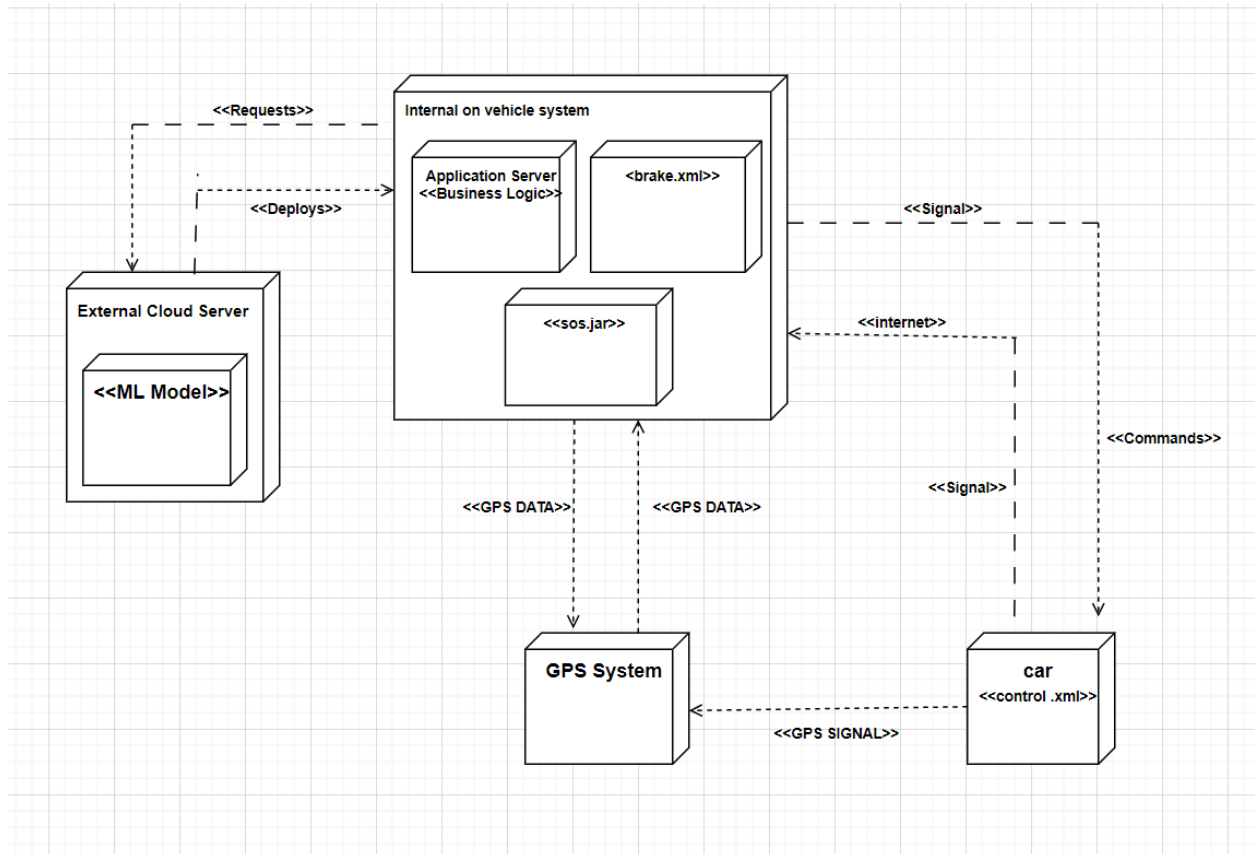 <<Requests>>
Internal on vehicle system
Application Server
<<Business Logic>>
<brake.xml>>
<<Deploys>>
<<Signal>>
External Cloud Server
<<sos.jar>>
<<internet>>
<<ML Model>>
<<Commands>>
<<Signal>>
<<GPS DATA>>
<<GPS DATA>>
GPS System
car
<<control .xml>>
<<GPS SIGNAL>>